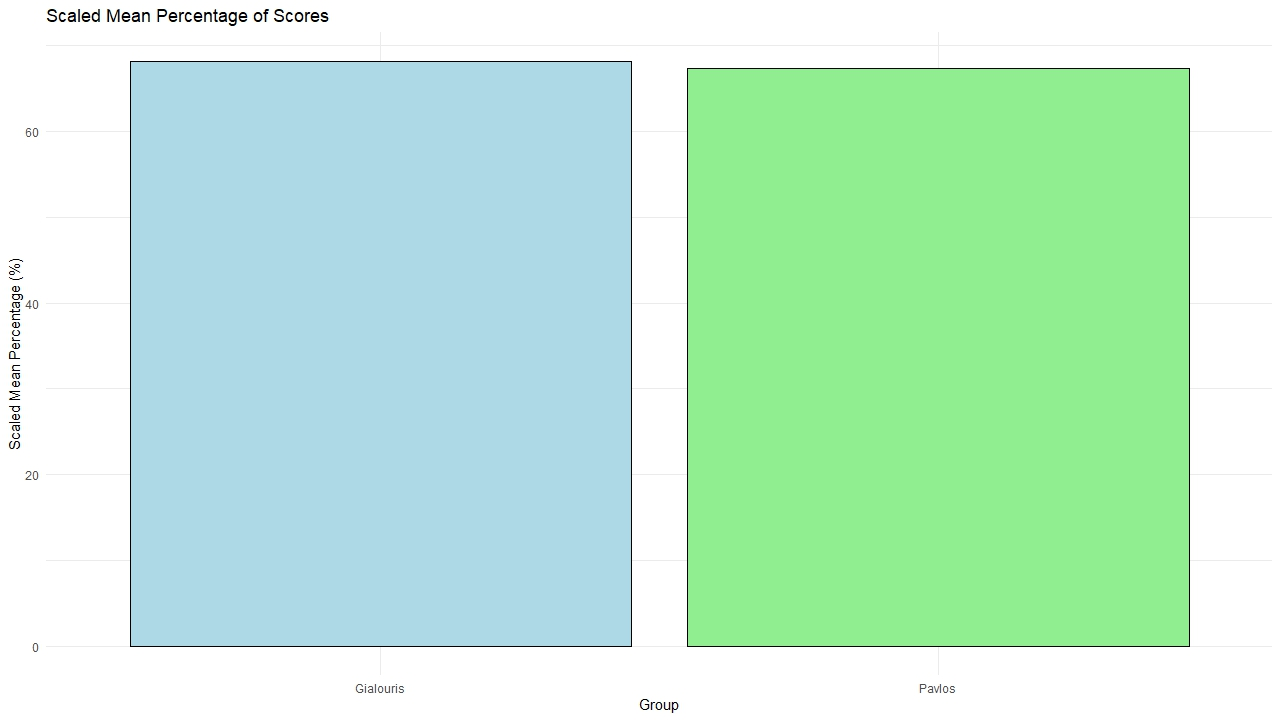 Scaled Mean Percentage of Scores
Scaled Mean Percentage (%)
60
40
20
0
Gialouris
Pavlos
Group